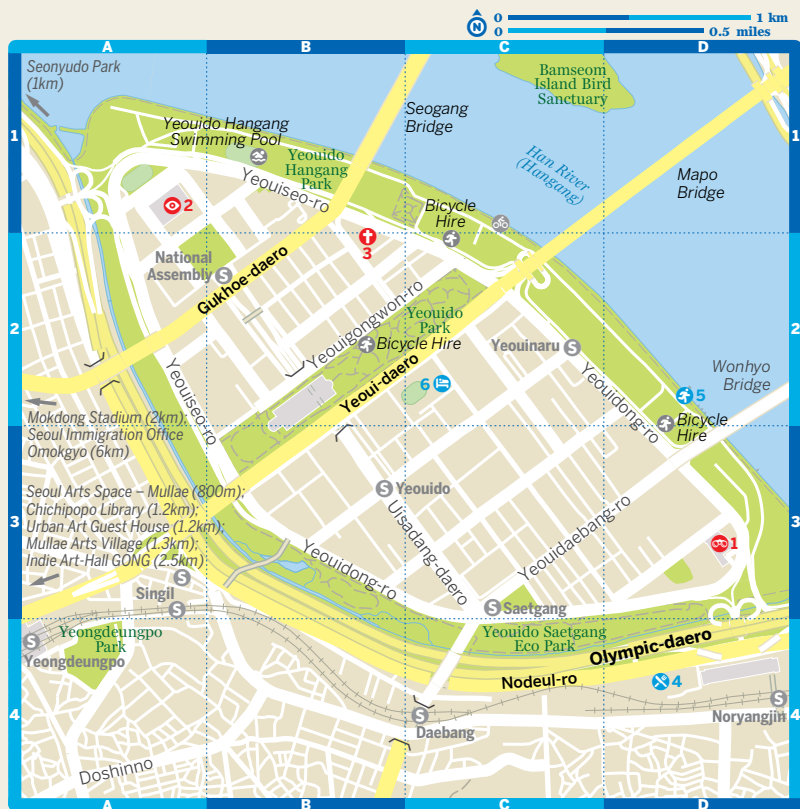 N
0 1 km
0 0.5 miles
A B C D
Seonyudo Park
(1km)
Bamseom
Island Bird
Sanctuary
Seogang
Bridge
1 1
Yeouido Hangang
Swimming Pool
Yeouido
Hangang
Park
Han River
(Hangang)
Mapo
Bridge
Yeouiseo-ro
2
Bicycle
Hire
3
National
Assembly
S
Gukhoe-daero
Yeouigongwon-ro
Yeouido
Park
2 2
Bicycle Hire
Yeouinaru S
Yeouiseo-ro
Yeoui-daero
6
Yeouidong-ro
Wonhyo
Bridge
5
Bicycle
Hire
Mokdong Stadium (2km);
Seoul Immigration Office
Omokgyo (6km)
Seoul Arts Space – Mullae (800m);
Chichipopo Library (1.2km);
Urban Art Guest House (1.2km);
Mullae Arts Village (1.3km);
Indie Art-Hall GONG (2.5km)
S Yeouido
Uisadang-daero
Yeouidaebang-ro
3 3
1
Yeouidong-ro
S
Singil
S
S Saetgang
Yeongdeungpo
Park
S
Yeongdeungpo
Yeouido Saetgang
Eco Park
Olympic-daero
Nodeul-ro
4
4 4
S
Daebang
S
Noryangjin
Doshinno
A B C D